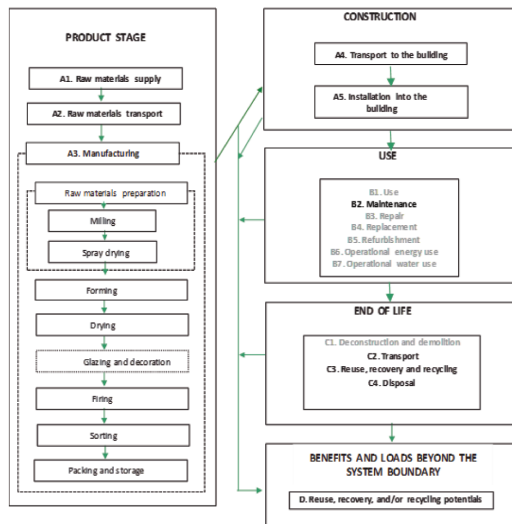 PRODUCT STAGE
A1. Raw materials supply
A2. Raw materials transport
A3. Manufacturing
Raw materials preparation
Milling
Spray drying
Forming
Drying
Glazing and decoration
Firing
Sorting
Packing and storage
CONSTRUCTION
A4. Transport to the building
A5. Installation into the
building
USE
B1. Use
B2. Maintenance
B3. Repair
B4. Replacement
B5. Refurbishment
B6. Operational energy use
B7. Operational water use
END OF LIFE
C1. Deconstruction and demolition
C2. Transport
C3. Reuse, recovery and recycling
C4. Disposal
BENEFITS AND LOADS BEYOND THE
SYSTEM BOUNDARY
D. Reuse, recovery, and/or recycling potentials